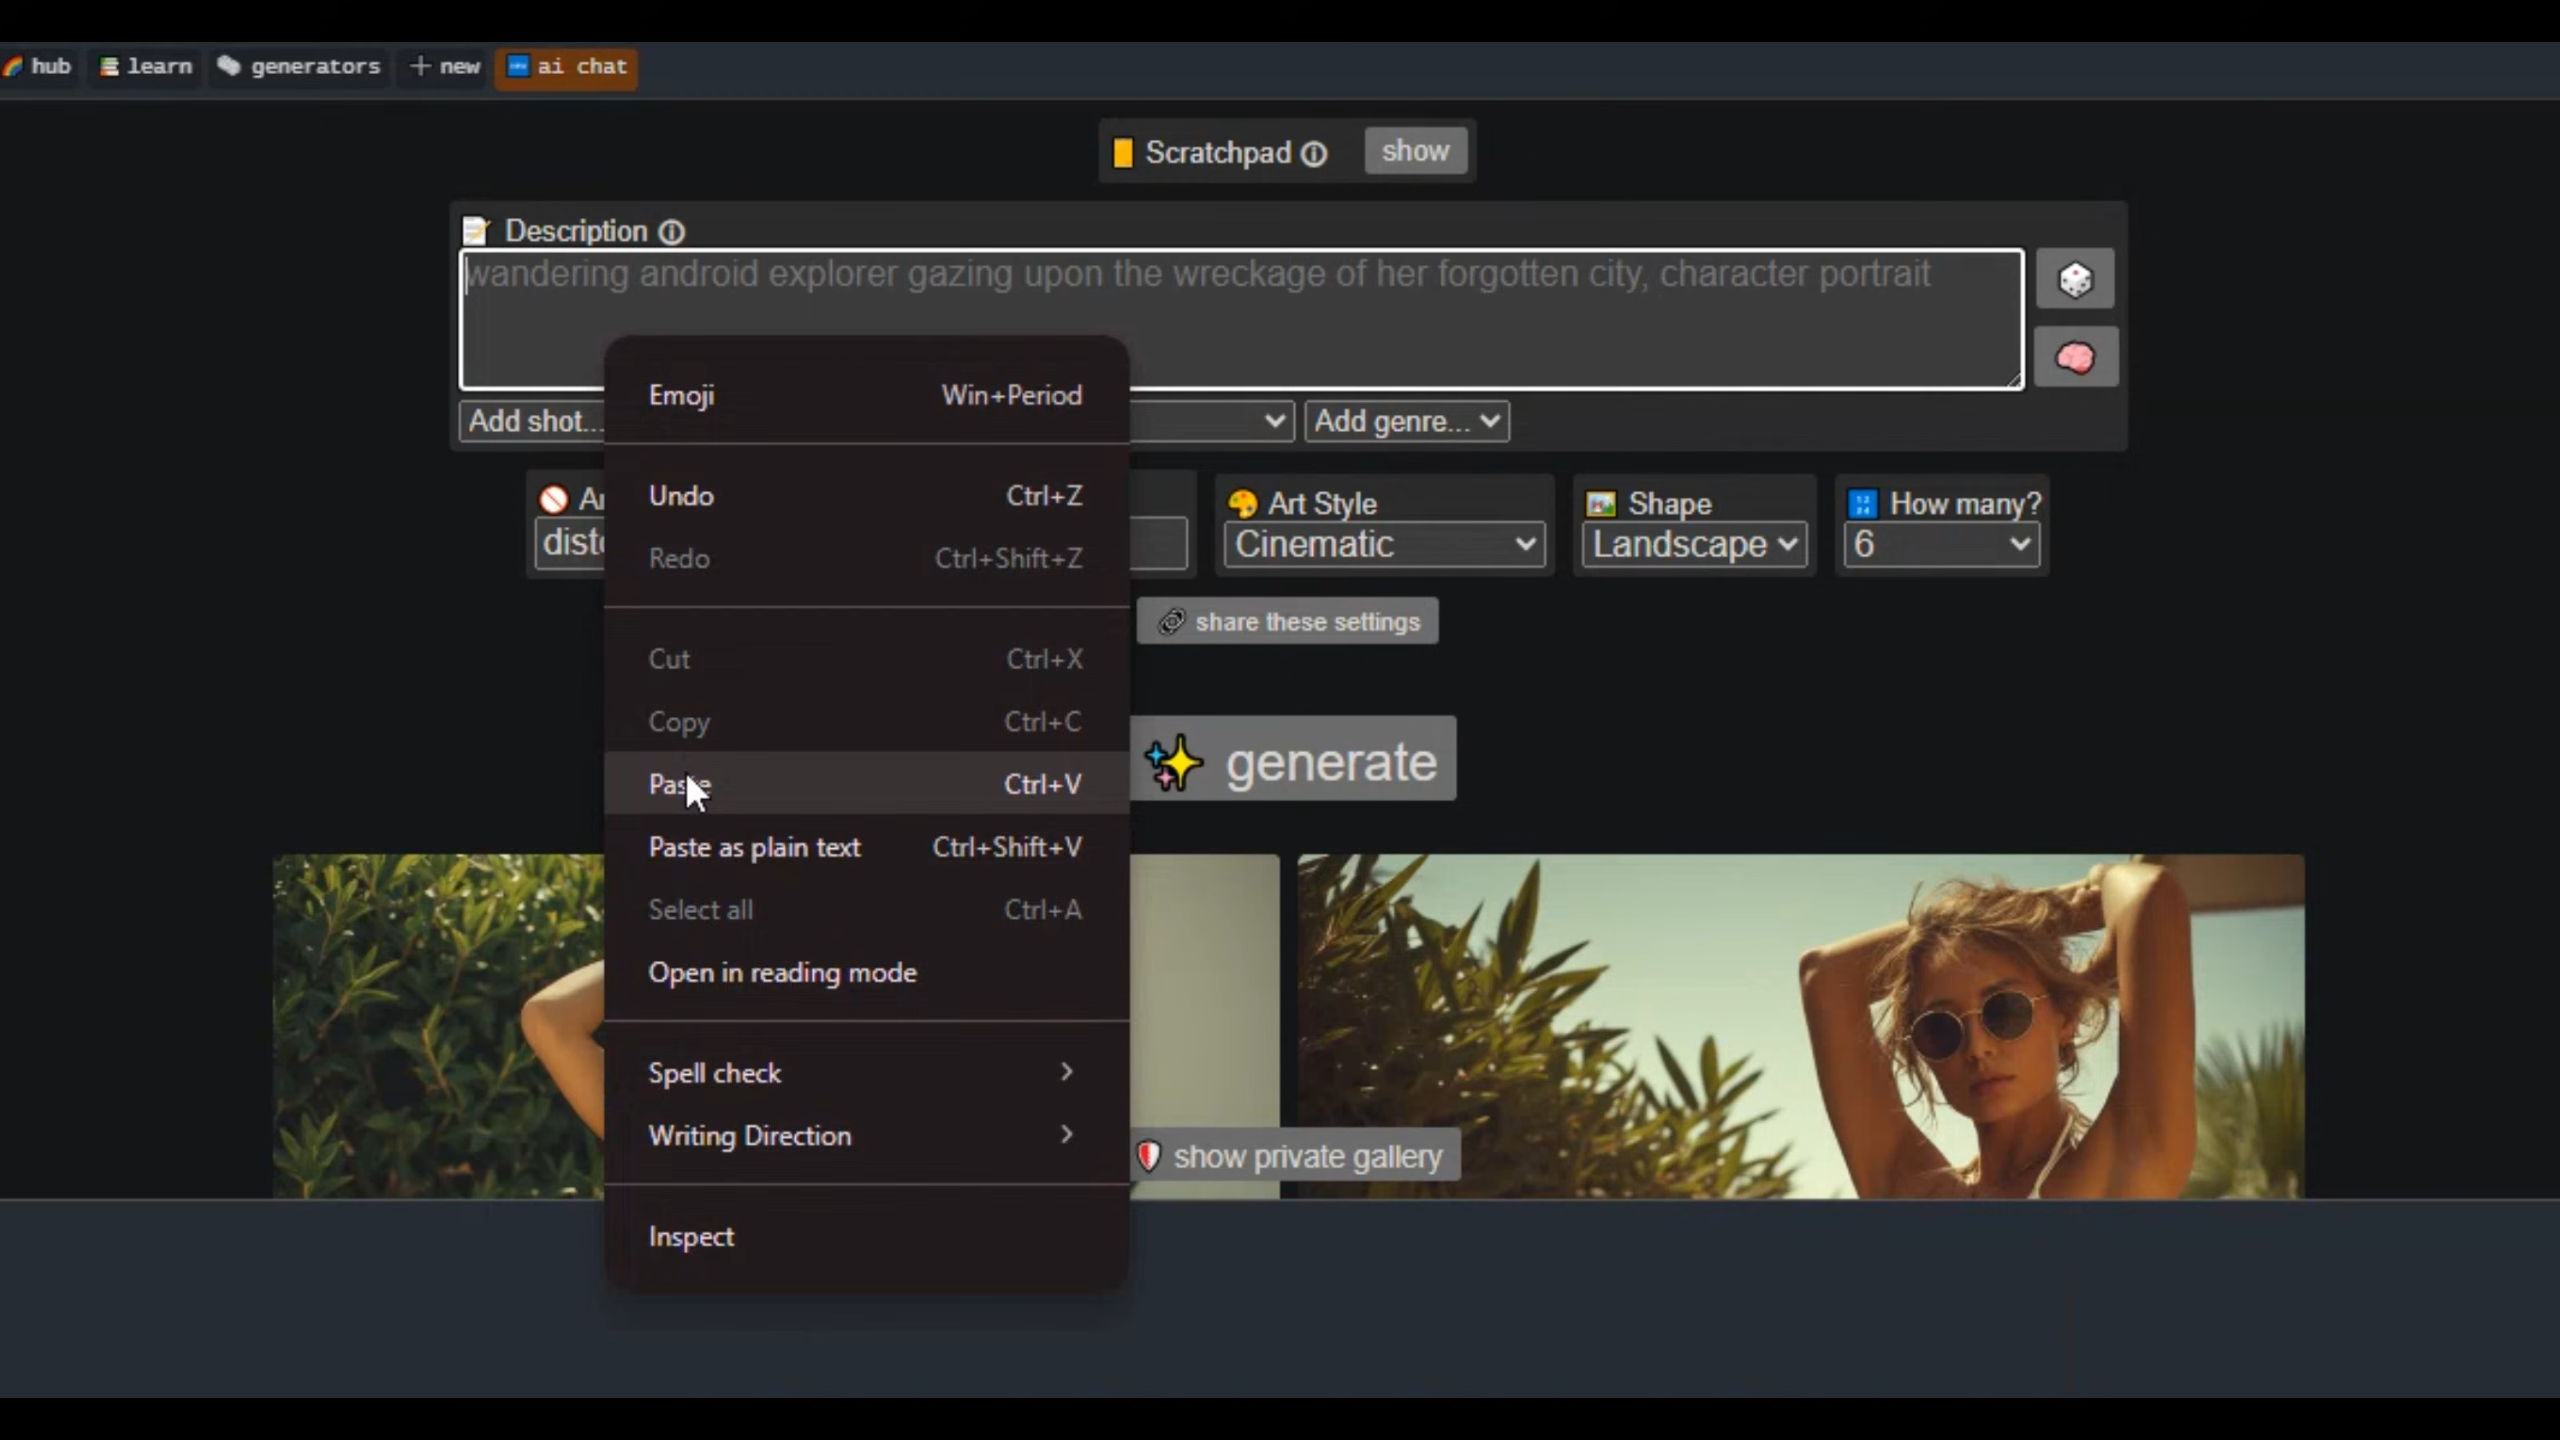 hub learn generators + new ai chat
Scratchpad show
Description
wandering android explorer gazing upon the wreckage of her forgotten city, character portrait
Add shot... Add genre...
Art Style Shape How many?
Cinematic Landscape 6
share these settings
generate
show private gallery
Emoji Win+Period
Undo Ctrl+Z
Redo Ctrl+Shift+Z
Cut Ctrl+X
Copy Ctrl+C
Paste Ctrl+V
Paste as plain text Ctrl+Shift+V
Select all Ctrl+A
Open in reading mode
Spell check
Writing Direction
Inspect